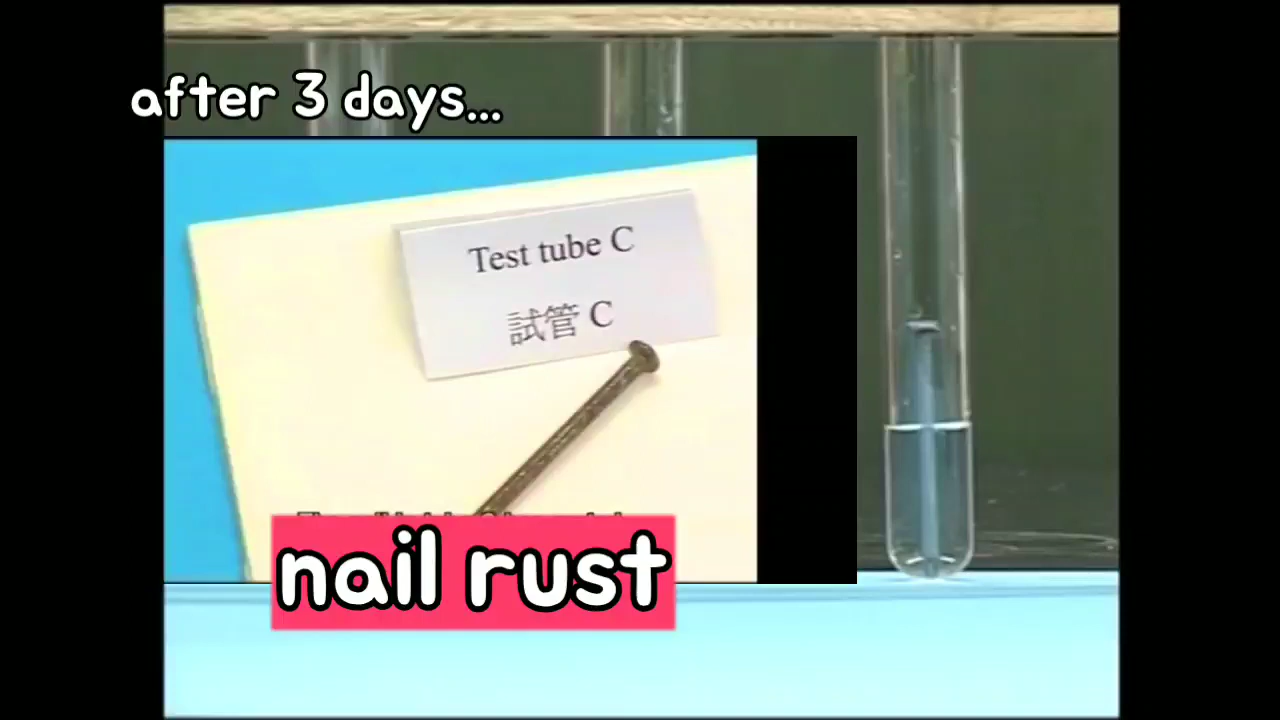 after 3 days...
Test tube C
試管 C
nail rust